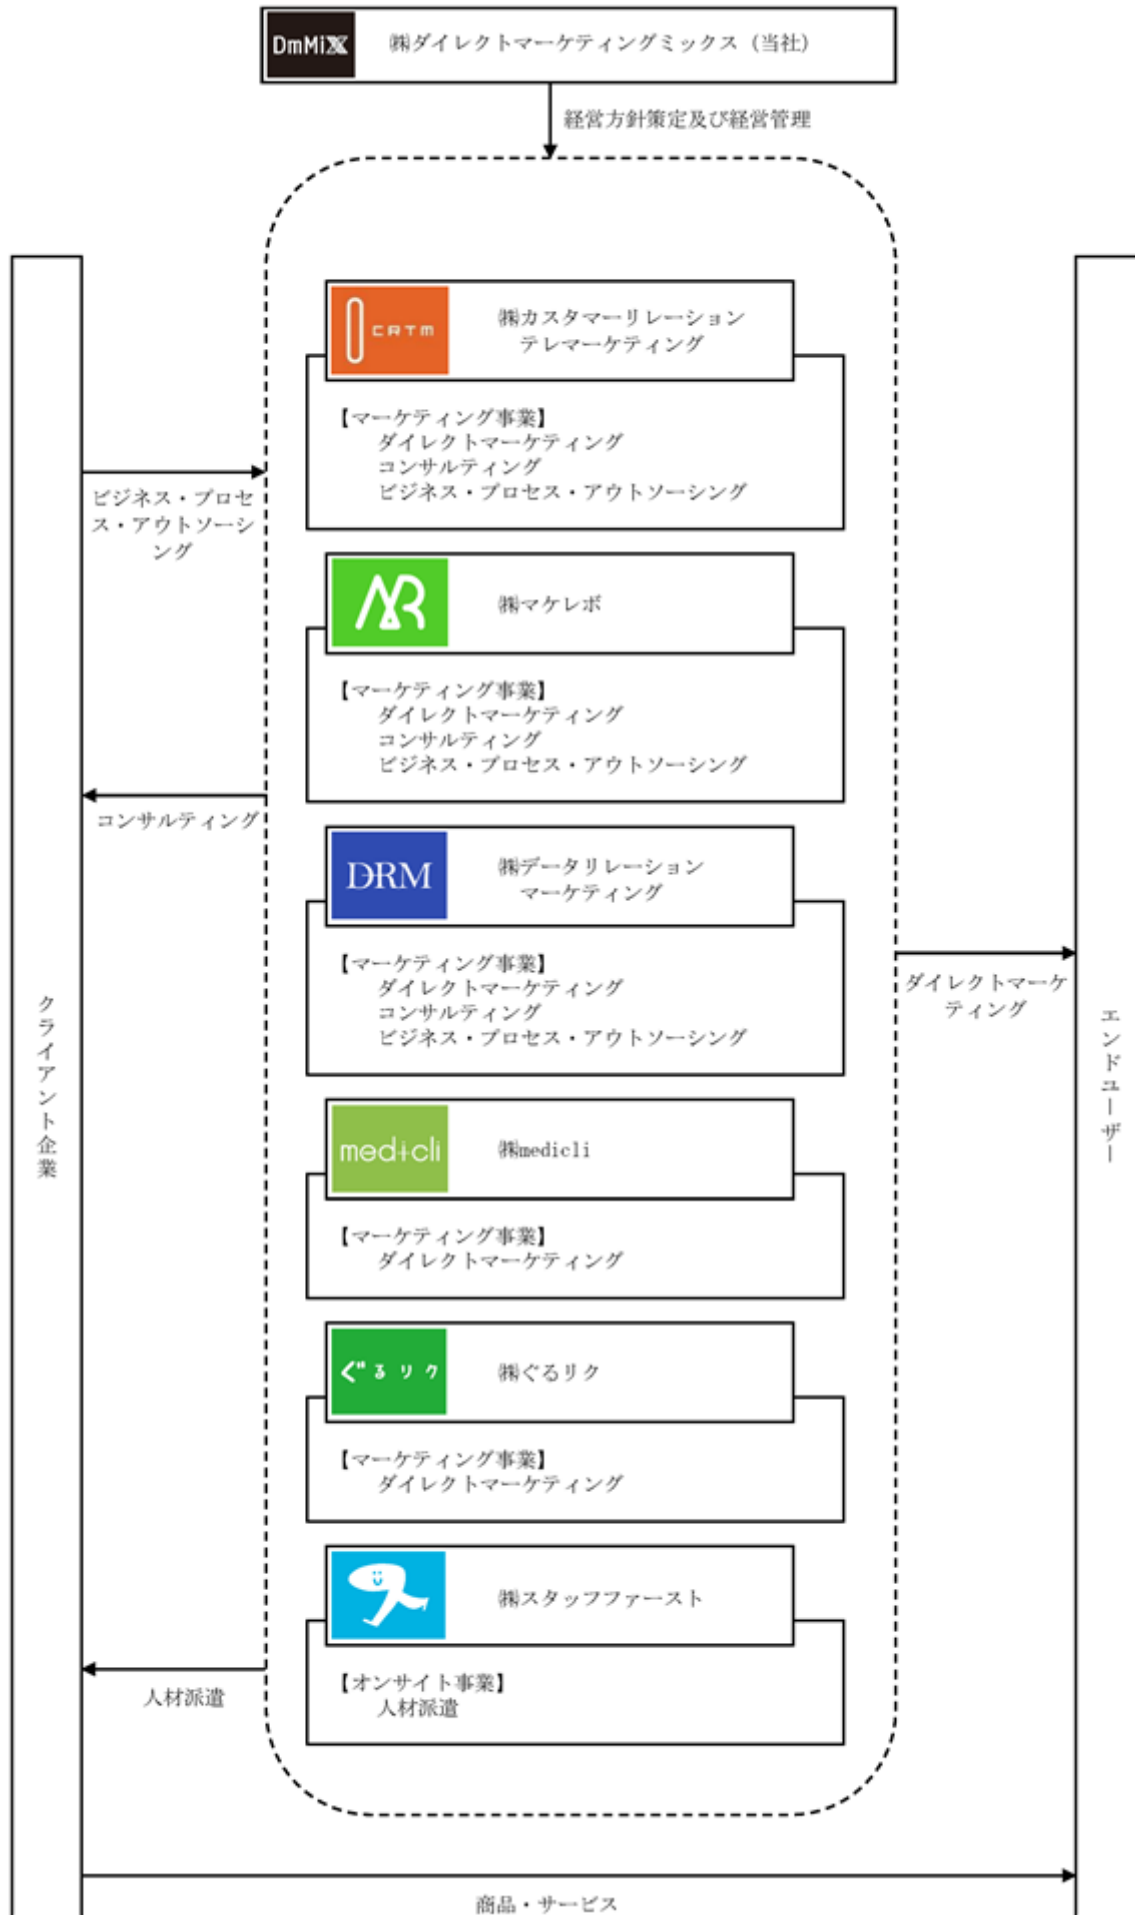 DmMiX
㈱ダイレクトマーケティングミックス（当社）
経営方針策定及び経営管理
CRTM
㈱カスタマーリレーション
テレマーケティング
【マーケティング事業】
ダイレクトマーケティング
コンサルティング
ビジネス・プロセス・アウトソーシング
ビジネス・プロセ
ス・アウトソーシ
ング
MR
㈱マケレボ
【マーケティング事業】
ダイレクトマーケティング
コンサルティング
ビジネス・プロセス・アウトソーシング
コンサルティング
DRM
㈱データリレーション
マーケティング
【マーケティング事業】
ダイレクトマーケティング
コンサルティング
ビジネス・プロセス・アウトソーシング
ダイレクトマーケ
ティング
クライアント企業
エンドユーザー
medicli
㈱medicli
【マーケティング事業】
ダイレクトマーケティング
ぐるリク
㈱ぐるリク
【マーケティング事業】
ダイレクトマーケティング
㈱スタッフファースト
【オンサイト事業】
人材派遣
人材派遣
商品・サービス